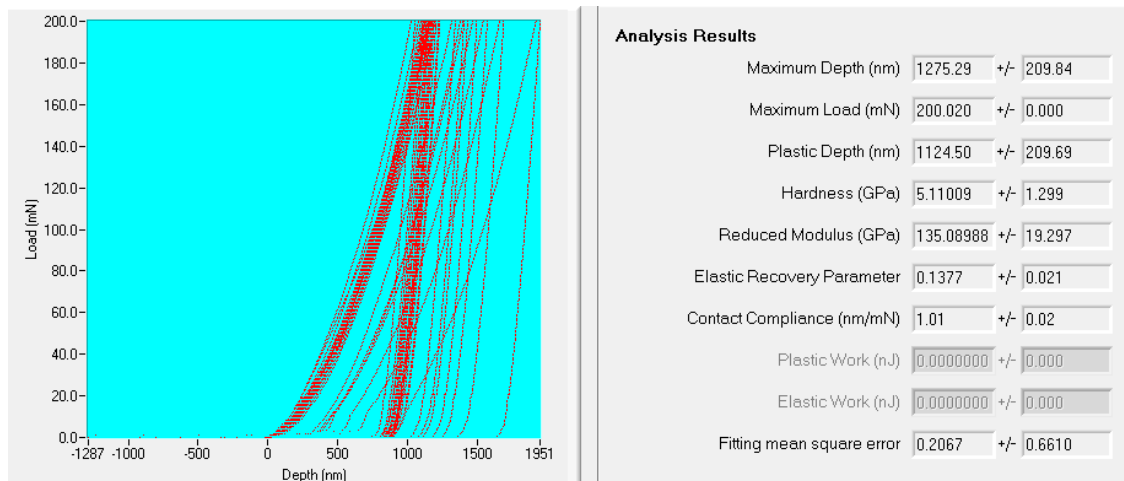 200.0-
180.0-
160.0-
140.0-
120.0-
100.0-
80.0-
60.0-
40.0-
20.0-
0.0-
Load (mN)
-1287 -1000 -500 0 500 1000 1500 1951
Depth (nm)
Analysis Results
Maximum Depth (nm) 1275.29 +/- 209.84
Maximum Load (mN) 200.020 +/- 0.000
Plastic Depth (nm) 1124.50 +/- 209.69
Hardness (GPa) 5.11009 +/- 1.299
Reduced Modulus (GPa) 135.08988 +/- 19.297
Elastic Recovery Parameter 0.1377 +/- 0.021
Contact Compliance (nm/mN) 1.01 +/- 0.02
Plastic Work (nJ) 0.0000000 +/- 0.000
Elastic Work (nJ) 0.0000000 +/- 0.000
Fitting mean square error 0.2067 +/- 0.6610